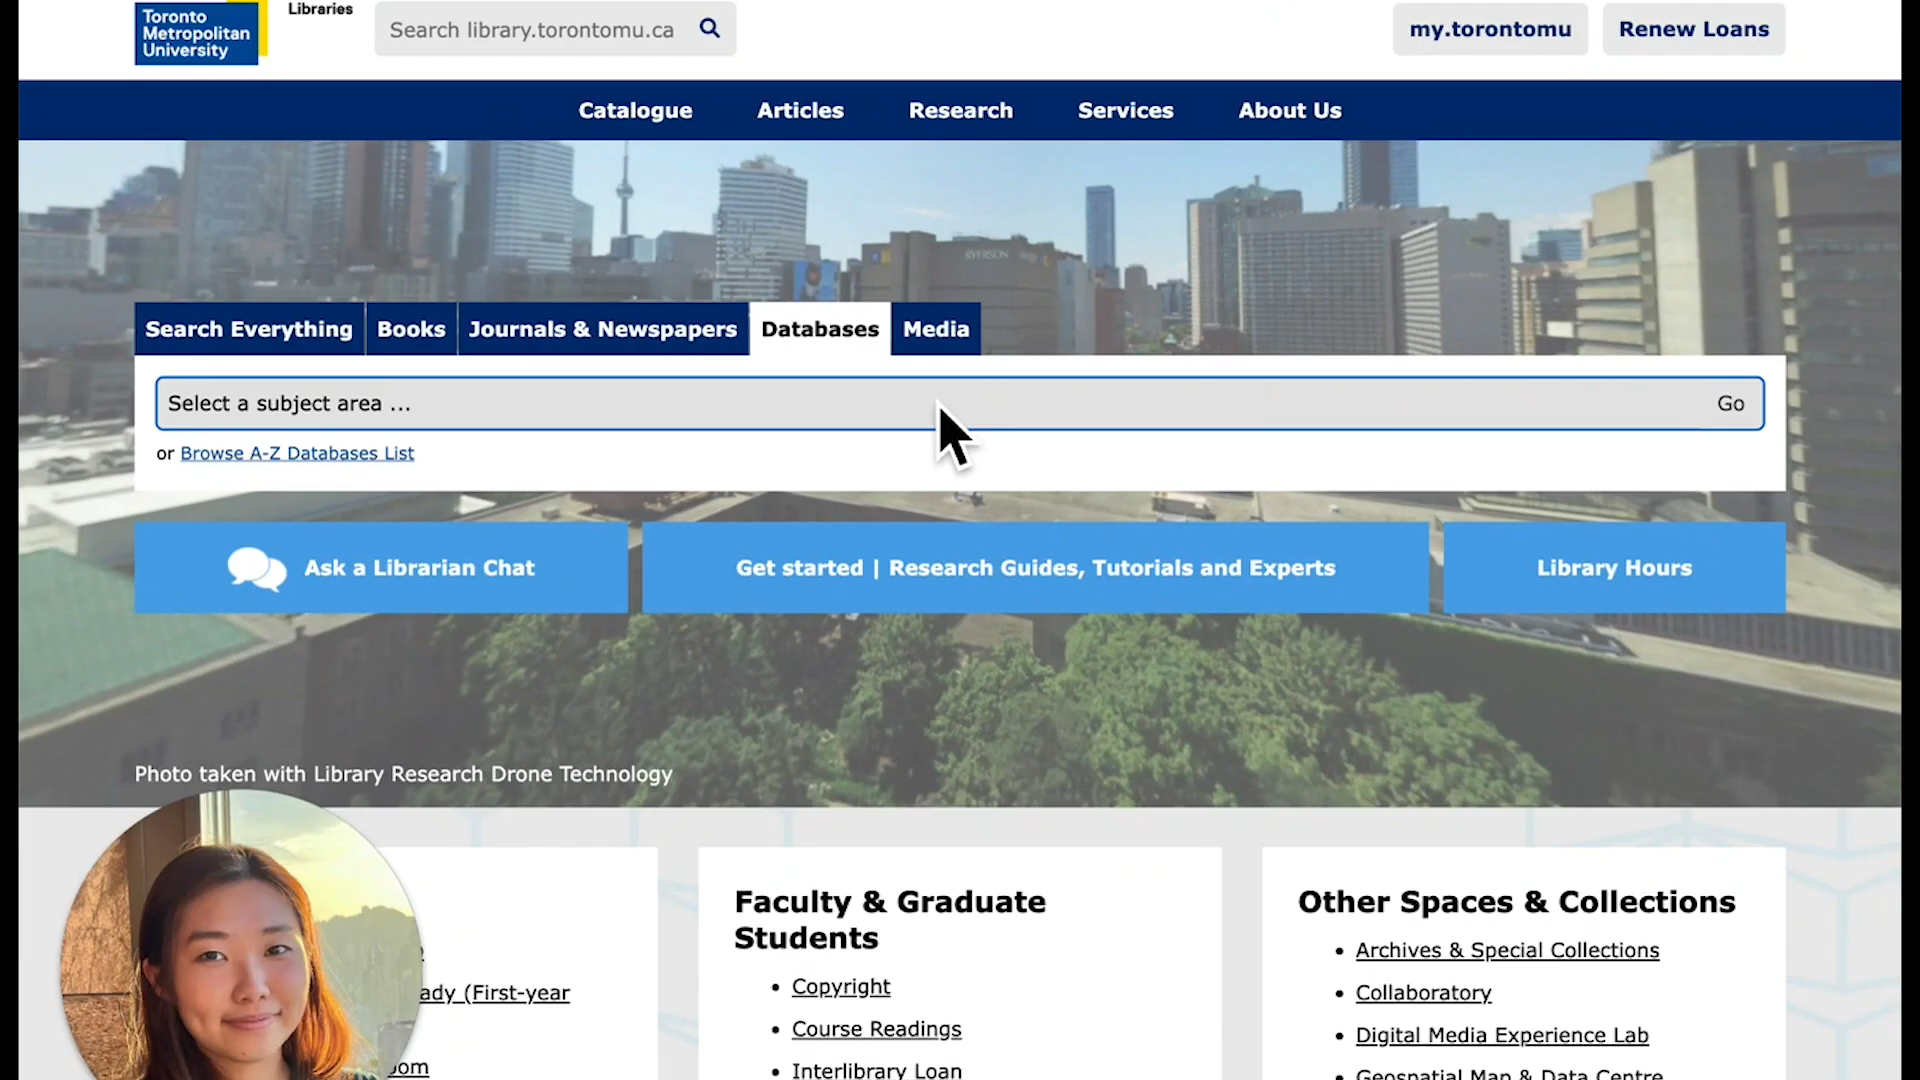 Toronto
Metropolitan
University
Libraries
Search library.torontomu.ca
my.torontomu
Renew Loans
Catalogue
Articles
Research
Services
About Us
RYERSON
Search Everything
Books
Journals & Newspapers
Databases
Media
Select a subject area ...
Go
or Browse A-Z Databases List
Ask a Librarian Chat
Get started | Research Guides, Tutorials and Experts
Library Hours
Photo taken with Library Research Drone Technology
(First-year
Faculty & Graduate
Students
• Copyright
• Course Readings
• Interlibrary Loan
Other Spaces & Collections
• Archives & Special Collections
• Collaboratory
• Digital Media Experience Lab
• Geospatial Map & Data Centre